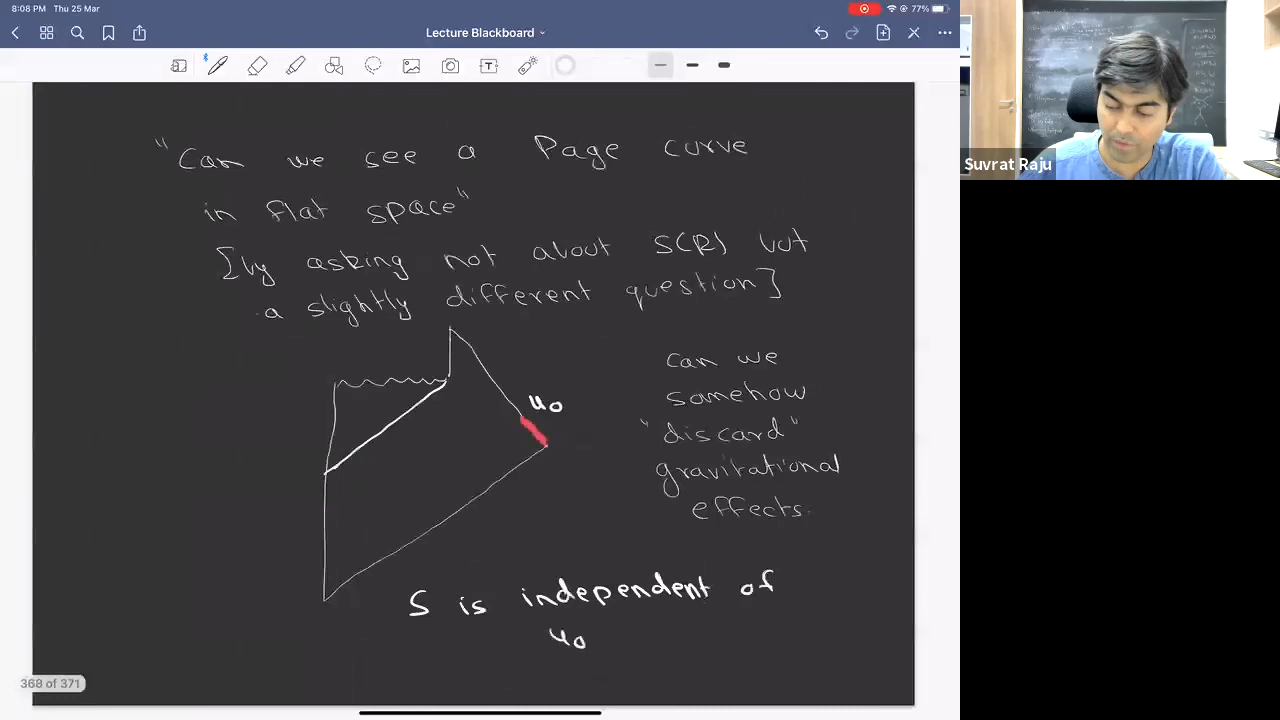 8:08 PM Thu 25 Mar
77%
Lecture Blackboard
T
Suvrat Raju
"Can we see a Page curve
in flat space"
[by asking not about S(R) but
a slightly different question]
u0
can we
somehow
"discard"
gravitational
effects.
S is independent of
u0
368 of 371